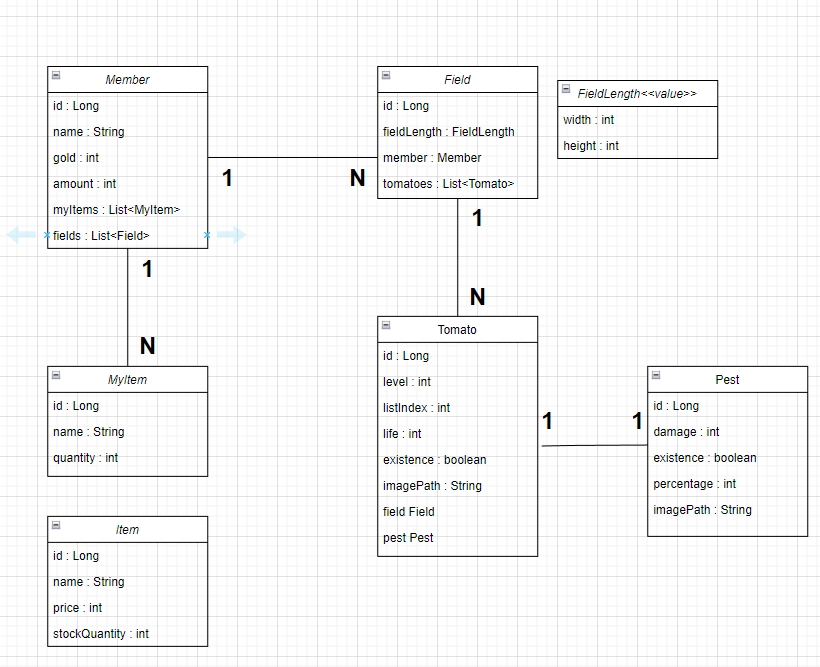 Member
id : Long
name : String
gold : int
amount : int
myItems : List<MyItem>
fields : List<Field>
1
N
Field
id : Long
fieldLength : FieldLength
member : Member
tomatoes : List<Tomato>
FieldLength<<value>>
width : int
height : int
1
N
1
N
MyItem
id : Long
name : String
quantity : int
Tomato
id : Long
level : int
listIndex : int
life : int
existence : boolean
imagePath : String
field Field
pest Pest
1
1
Pest
id : Long
damage : int
existence : boolean
percentage : int
imagePath : String
Item
id : Long
name : String
price : int
stockQuantity : int